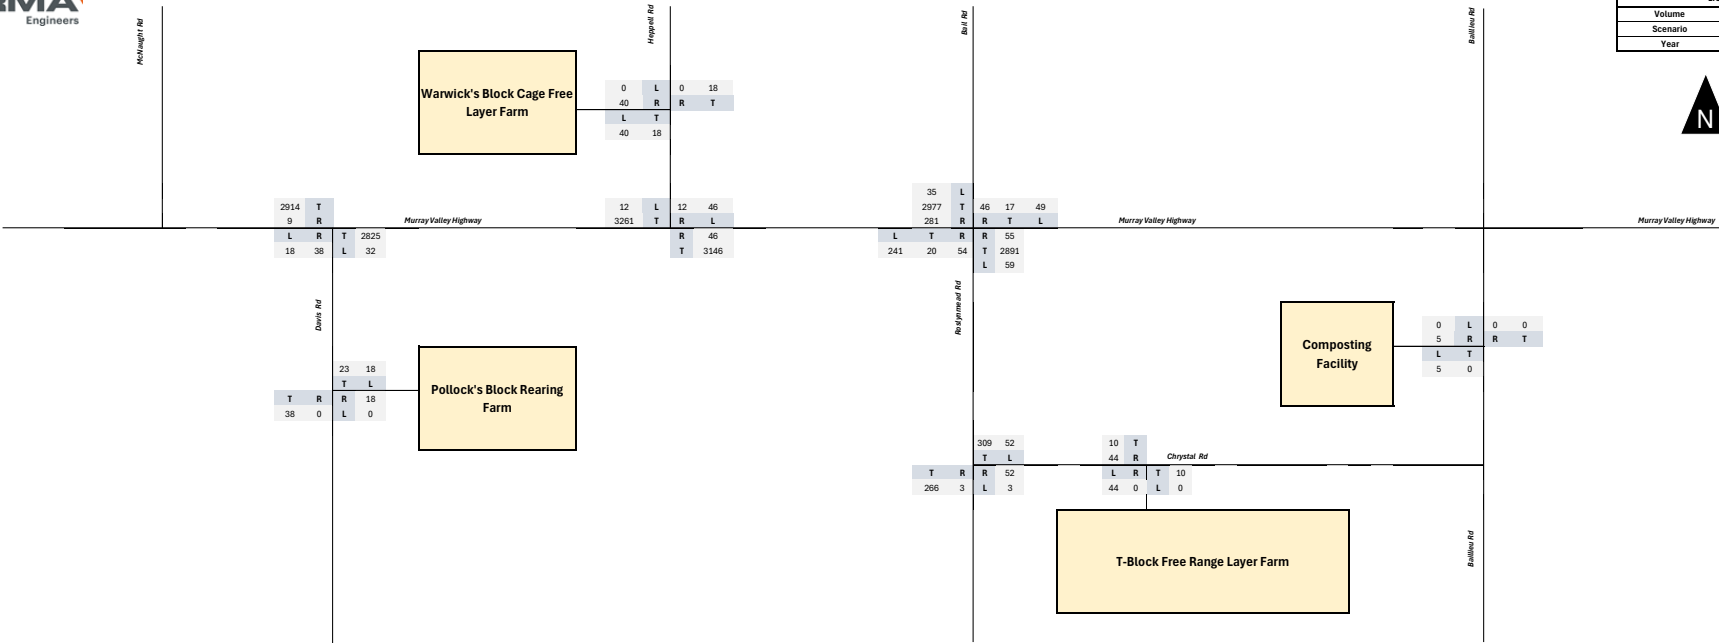 Engineers
McNaught Rd
Heppell Rd
Bail Rd
Baillieu Rd
Volume
Scenario
Year
N
Warwick's Block Cage Free
Layer Farm
0 L 0 18
40 R R T
L T
40 18
2914 T
9 R
L R T 2825
18 38 L 32
Murray Valley Highway
12 L 12 46
3261 T R L
R 46
T 3146
35 L
2977 T 46 17 49
281 R R T L
L T R R 55
241 20 54 T 2891
L 59
Murray Valley Highway
Murray Valley Highway
Davis Rd
Roslynmead Rd
Composting
Facility
0 L 0 0
5 R R T
L T
5 0
23 18
T L
T R R 18
38 0 L 0
Pollock's Block Rearing
Farm
309 52
T L
T R R 52
266 3 L 3
10 T
44 R
L R T 10
44 0 L 0
Chrystal Rd
T-Block Free Range Layer Farm
Baillieu Rd